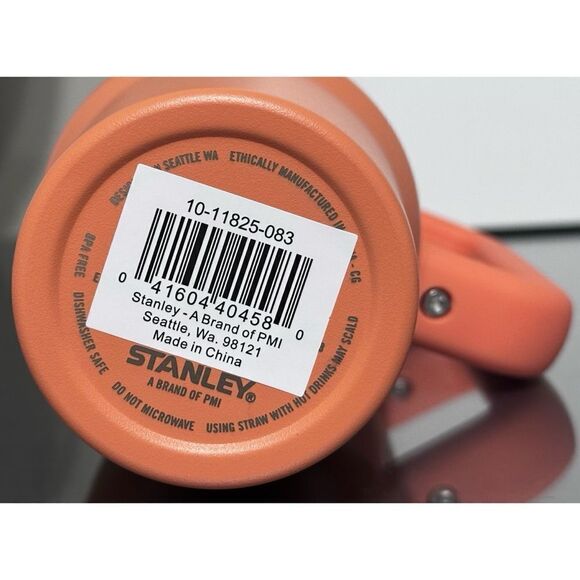 SEATTLE WA
ETHICALLY MANUFACTURED
- CG
10-11825-083
0 41604 40458 0
Stanley - A Brand of PMI
Seattle, Wa. 98121
Made in China
BPA FREE
DISHWASHER SAFE
STANLEY®
A BRAND OF PMI
DO NOT MICROWAVE
USING STRAW WITH HOT DRINKS MAY SCALD